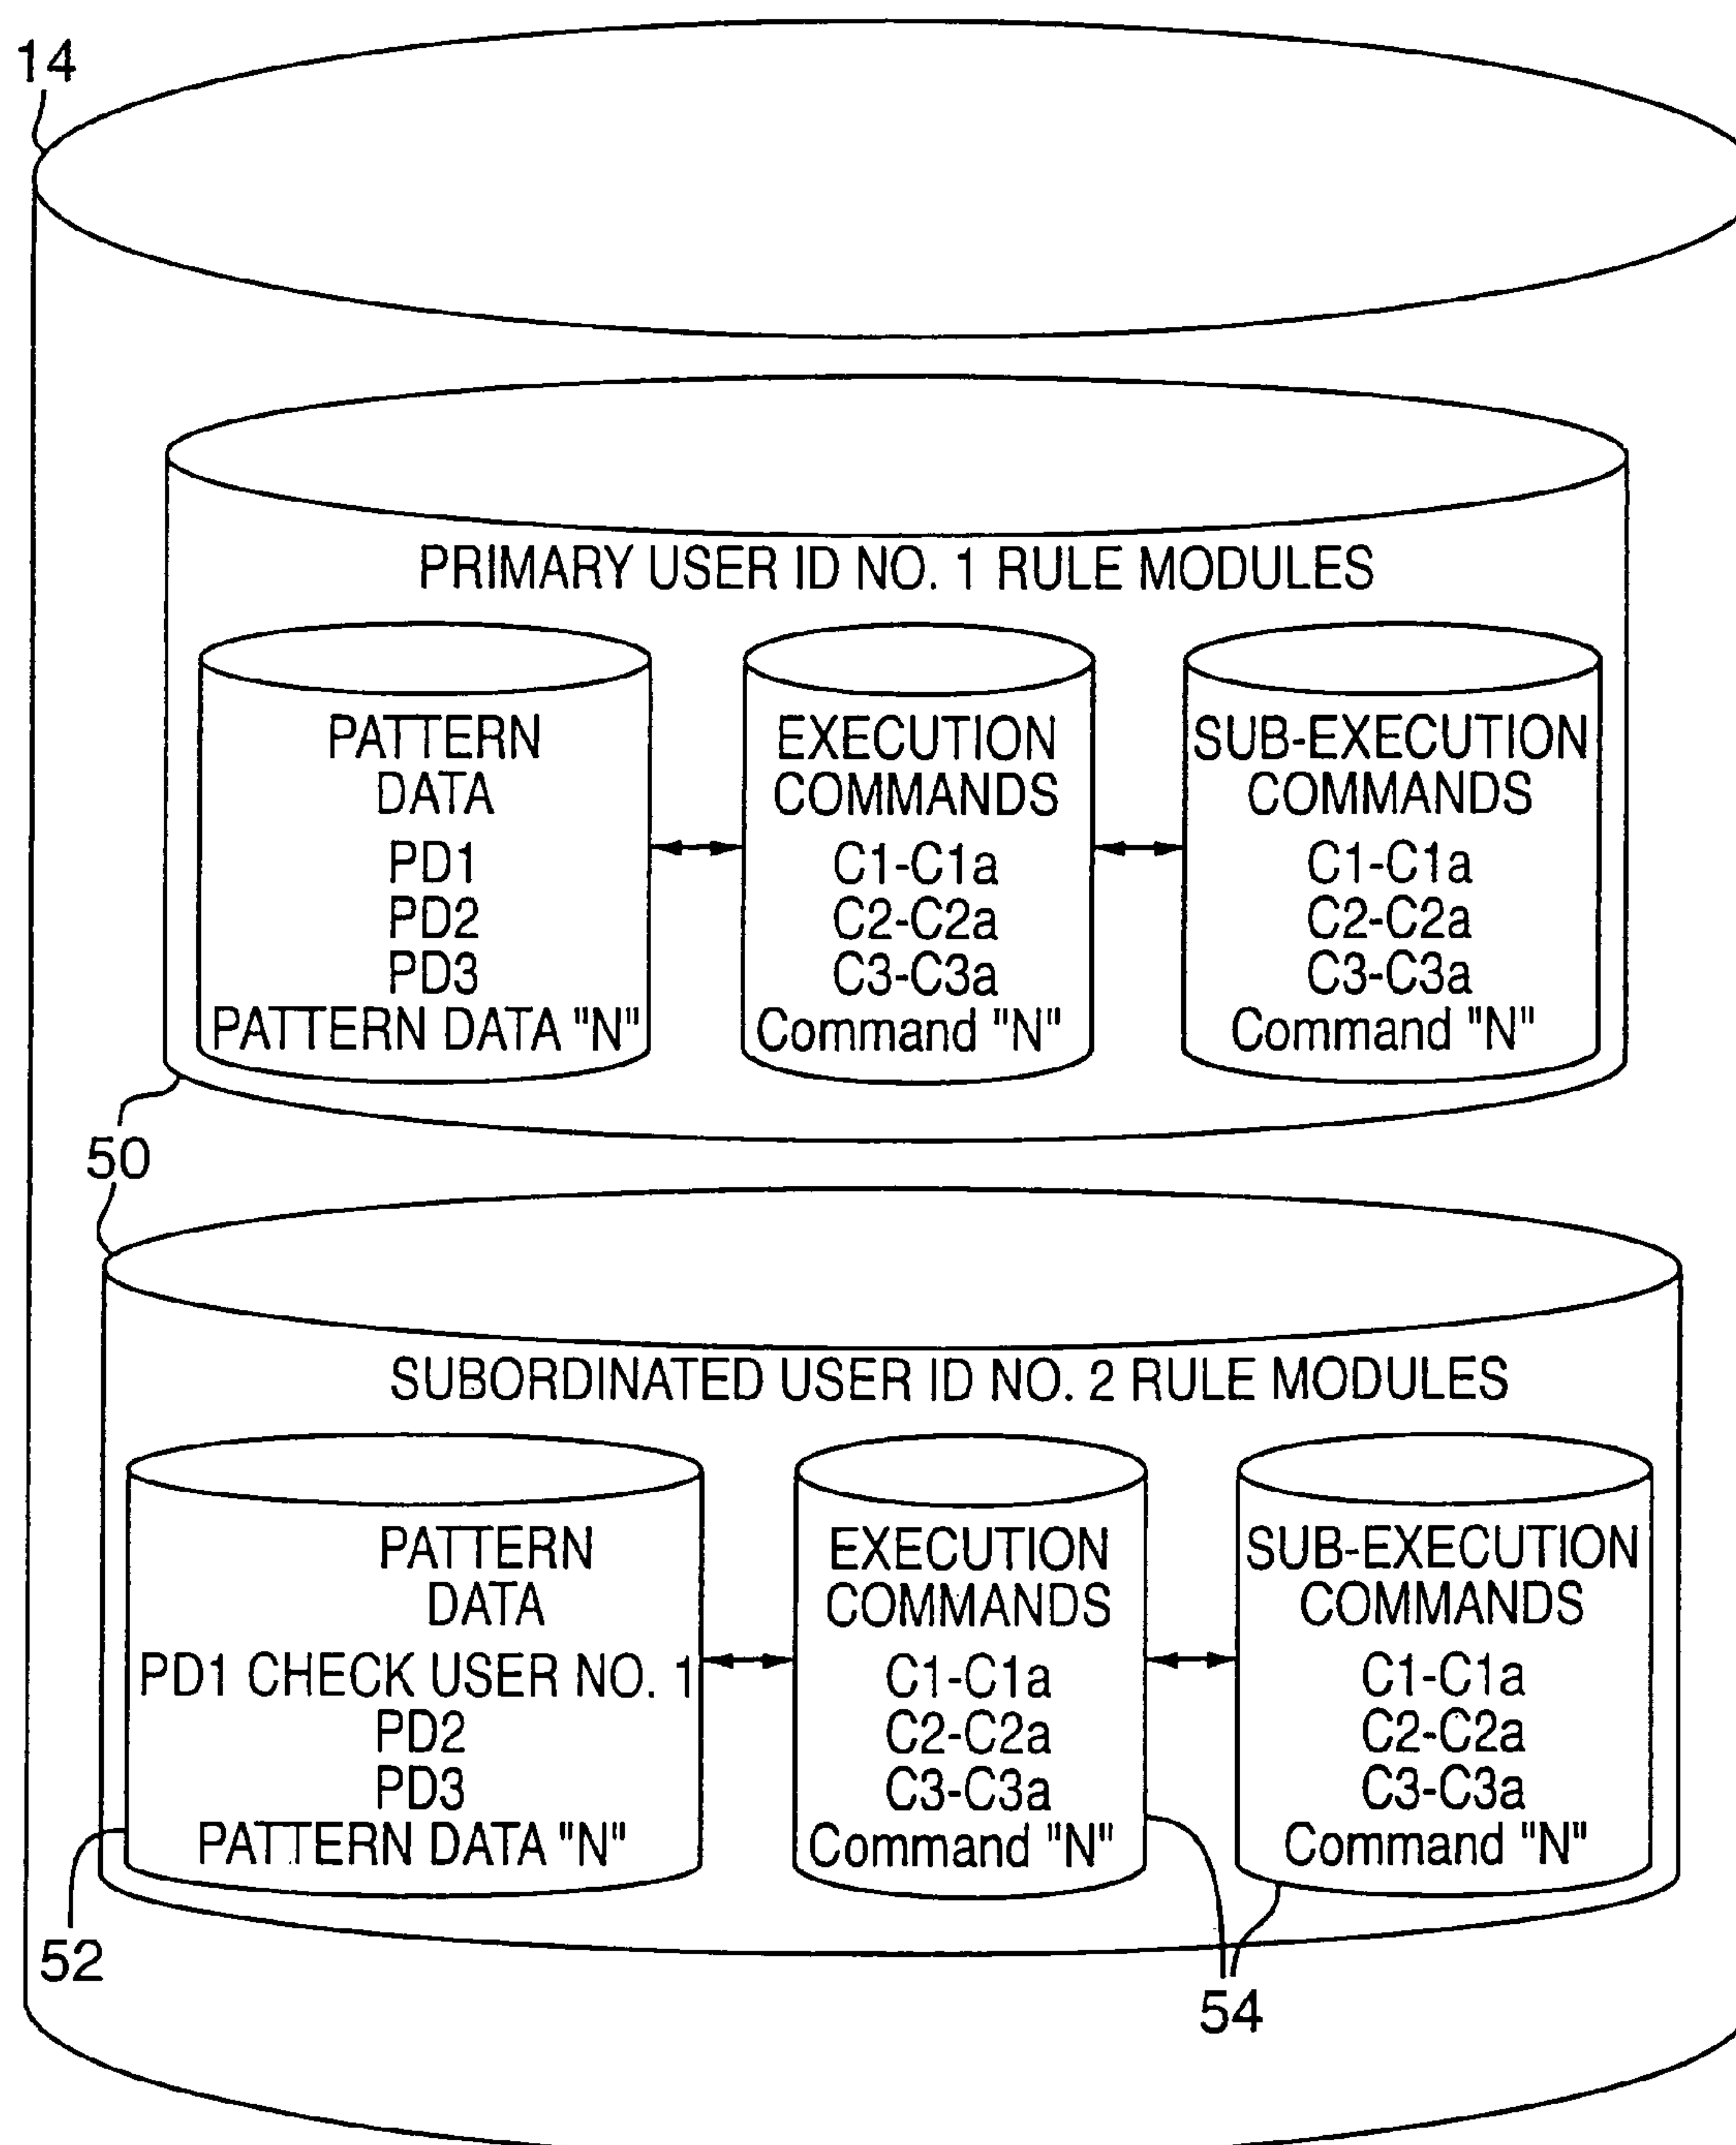 14
PRIMARY USER ID NO. 1 RULE MODULES
PATTERN
DATA
PD1
PD2
PD3
PATTERN DATA "N"
EXECUTION
COMMANDS
C1-C1a
C2-C2a
C3-C3a
Command "N"
SUB-EXECUTION
COMMANDS
C1-C1a
C2-C2a
C3-C3a
Command "N"
50
SUBORDINATED USER ID NO. 2 RULE MODULES
PATTERN
DATA
PD1 CHECK USER NO. 1
PD2
PD3
PATTERN DATA "N"
EXECUTION
COMMANDS
C1-C1a
C2-C2a
C3-C3a
Command "N"
SUB-EXECUTION
COMMANDS
C1-C1a
C2-C2a
C3-C3a
Command "N"
52
54